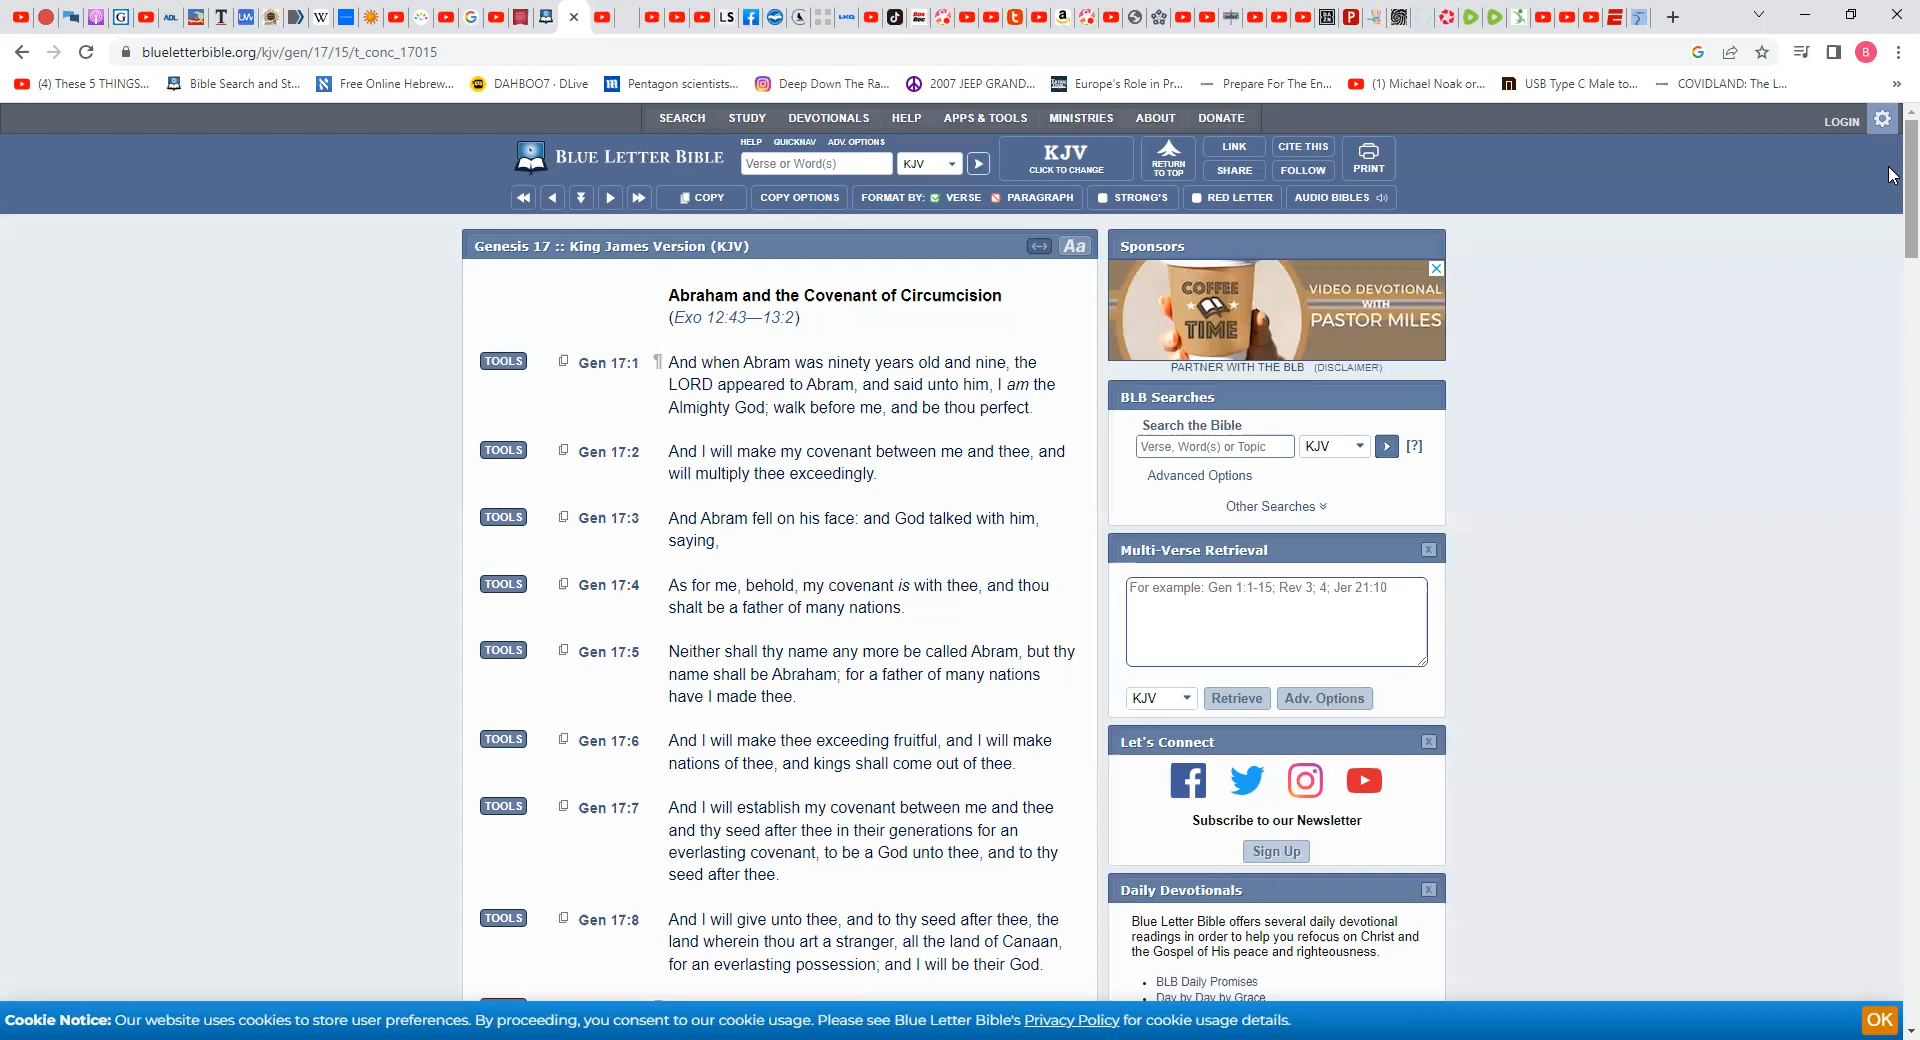 blueletterbible.org/kjv/gen/17/15/t_conc_17015
(4) These 5 THINGS...
Bible Search and St...
Free Online Hebrew...
DAHBOO7 · DLive
Pentagon scientists...
Deep Down The Ra...
2007 JEEP GRAND...
Europe's Role in Pr...
Prepare For The En...
(1) Michael Noak or...
USB Type C Male to...
COVIDLAND: The L...
SEARCH STUDY DEVOTIONALS HELP APPS & TOOLS MINISTRIES ABOUT DONATE
LOGIN
BLUE LETTER BIBLE
HELP QUICKNAV ADV. OPTIONS
Verse or Word(s) KJV
KJV
CLICK TO CHANGE
RETURN
TO TOP
LINK CITE THIS
SHARE FOLLOW
PRINT
COPY COPY OPTIONS FORMAT BY: VERSE PARAGRAPH STRONG'S RED LETTER AUDIO BIBLES
Genesis 17 :: King James Version (KJV) Aa
Abraham and the Covenant of Circumcision
(Exo 12:43—13:2)
TOOLS Gen 17:1 ¶ And when Abram was ninety years old and nine, the
LORD appeared to Abram, and said unto him, I am the
Almighty God; walk before me, and be thou perfect.
TOOLS Gen 17:2 And I will make my covenant between me and thee, and
will multiply thee exceedingly.
TOOLS Gen 17:3 And Abram fell on his face: and God talked with him,
saying,
TOOLS Gen 17:4 As for me, behold, my covenant is with thee, and thou
shalt be a father of many nations.
TOOLS Gen 17:5 Neither shall thy name any more be called Abram, but thy
name shall be Abraham; for a father of many nations
have I made thee.
TOOLS Gen 17:6 And I will make thee exceeding fruitful, and I will make
nations of thee, and kings shall come out of thee.
TOOLS Gen 17:7 And I will establish my covenant between me and thee
and thy seed after thee in their generations for an
everlasting covenant, to be a God unto thee, and to thy
seed after thee.
TOOLS Gen 17:8 And I will give unto thee, and to thy seed after thee, the
land wherein thou art a stranger, all the land of Canaan,
for an everlasting possession; and I will be their God.
Sponsors
COFFEE
TIME
VIDEO DEVOTIONAL
WITH
PASTOR MILES
PARTNER WITH THE BLB (DISCLAIMER)
BLB Searches
Search the Bible
Verse, Word(s) or Topic KJV [?]
Advanced Options
Other Searches
Multi-Verse Retrieval
For example: Gen 1:1-15; Rev 3; 4; Jer 21:10
KJV Retrieve Adv. Options
Let's Connect
Subscribe to our Newsletter
Sign Up
Daily Devotionals
Blue Letter Bible offers several daily devotional
readings in order to help you refocus on Christ and
the Gospel of His peace and righteousness.
BLB Daily Promises
Day by Day by Grace
Cookie Notice: Our website uses cookies to store user preferences. By proceeding, you consent to our cookie usage. Please see Blue Letter Bible's Privacy Policy for cookie usage details.
OK